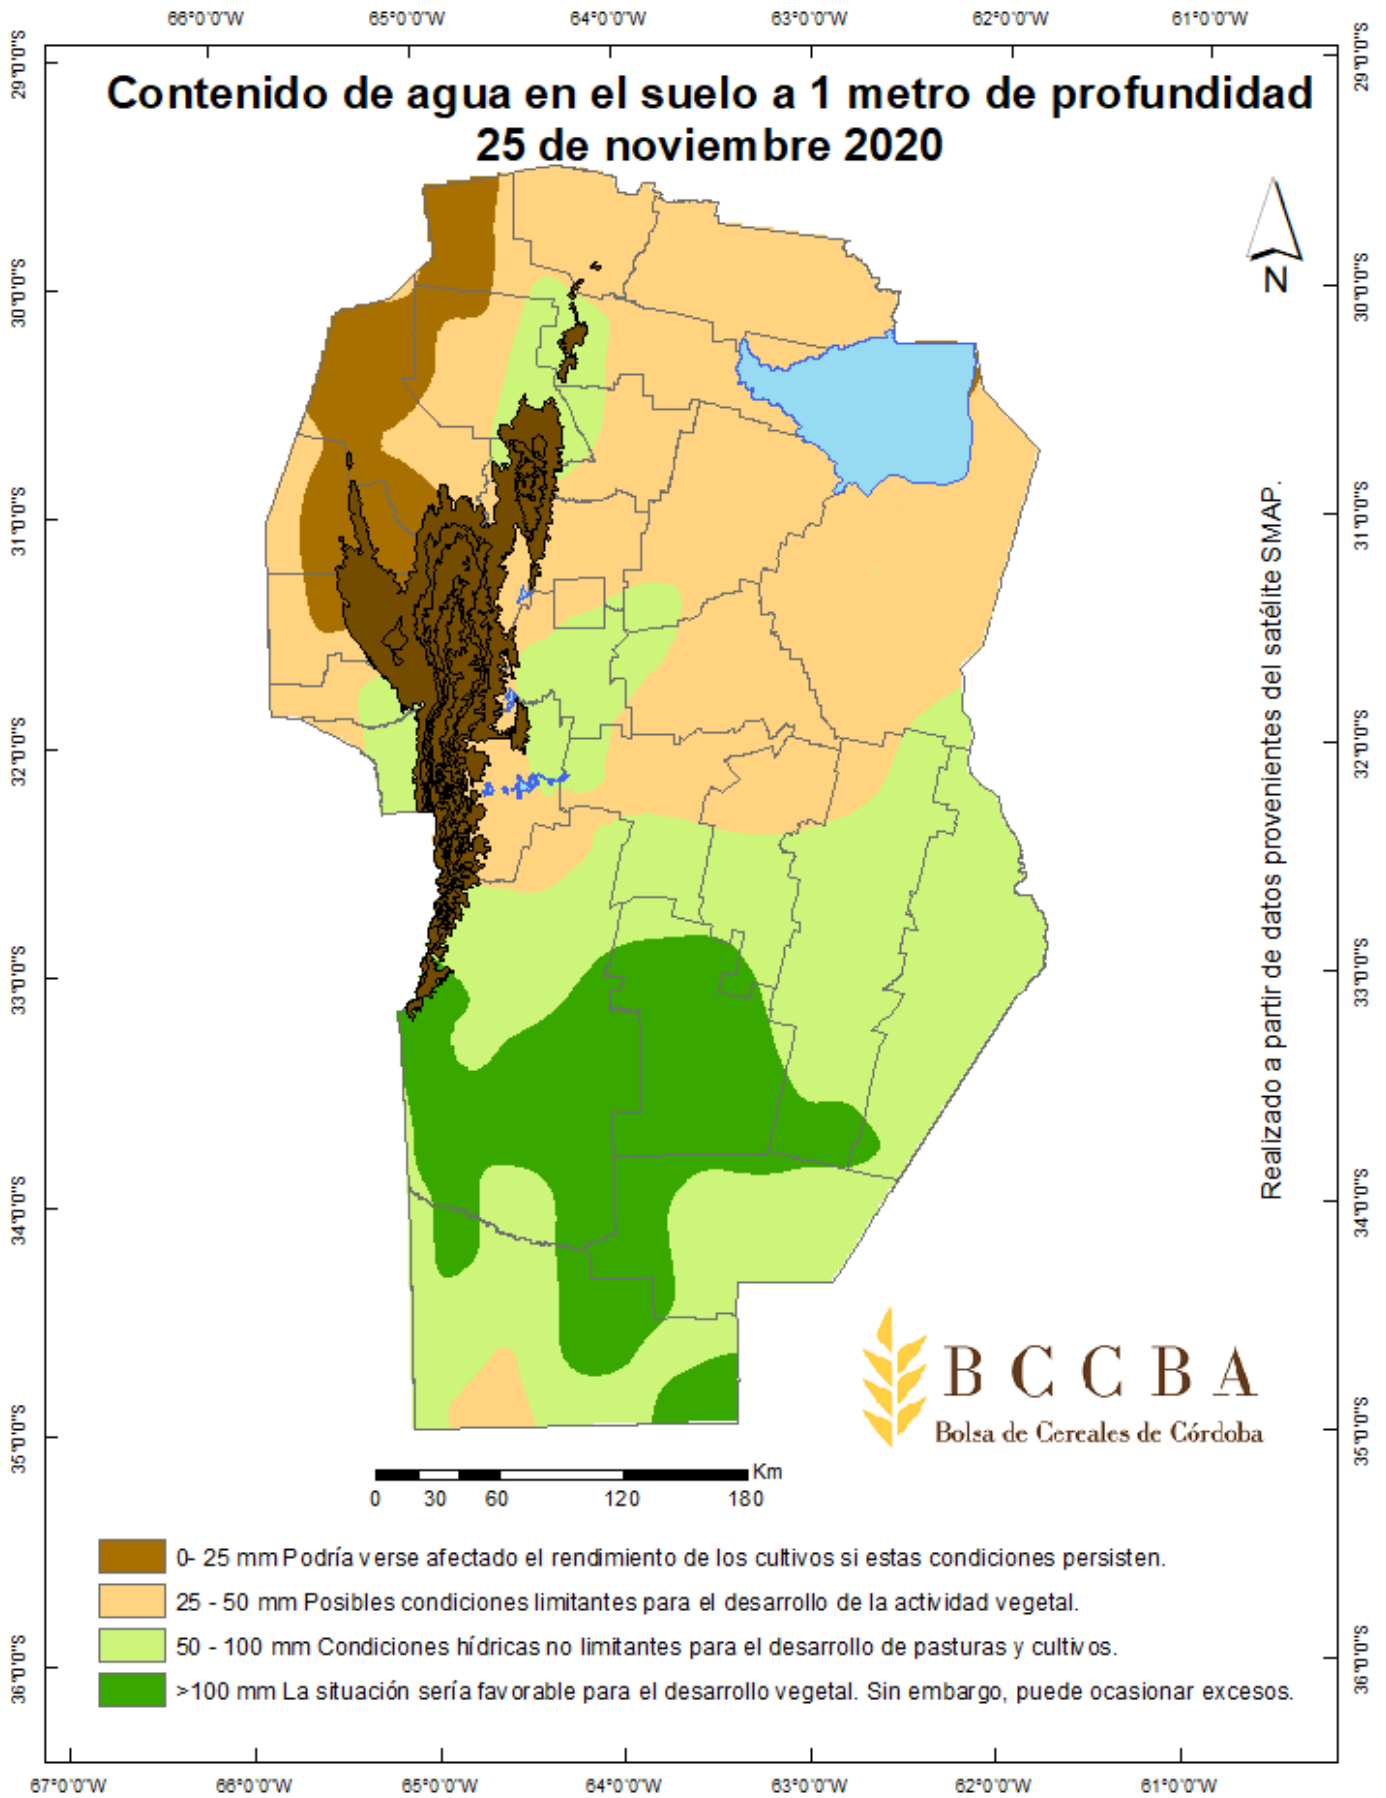 66°0'0"W 65°0'0"W 64°0'0"W 63°0'0"W 62°0'0"W 61°0'0"W
Contenido de agua en el suelo a 1 metro de profundidad
25 de noviembre 2020
29°0'0"S
30°0'0"S
31°0'0"S
32°0'0"S
33°0'0"S
34°0'0"S
35°0'0"S
36°0'0"S
29°0'0"S
30°0'0"S
31°0'0"S
32°0'0"S
33°0'0"S
34°0'0"S
35°0'0"S
36°0'0"S
N
Realizado a partir de datos provenientes del satélite SMAP.
BCCBA
Bolsa de Cereales de Córdoba
Km
0 30 60 120 180
0- 25 mm Podría verse afectado el rendimiento de los cultivos si estas condiciones persisten.
25 - 50 mm Posibles condiciones limitantes para el desarrollo de la actividad vegetal.
50 - 100 mm Condiciones hídricas no limitantes para el desarrollo de pasturas y cultivos.
>100 mm La situación sería favorable para el desarrollo vegetal. Sin embargo, puede ocasionar excesos.
67°0'0"W 66°0'0"W 65°0'0"W 64°0'0"W 63°0'0"W 62°0'0"W 61°0'0"W